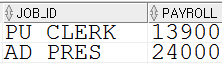 JOB_ID PAYROLL
PU CLERK 13900
AD PRES 24000